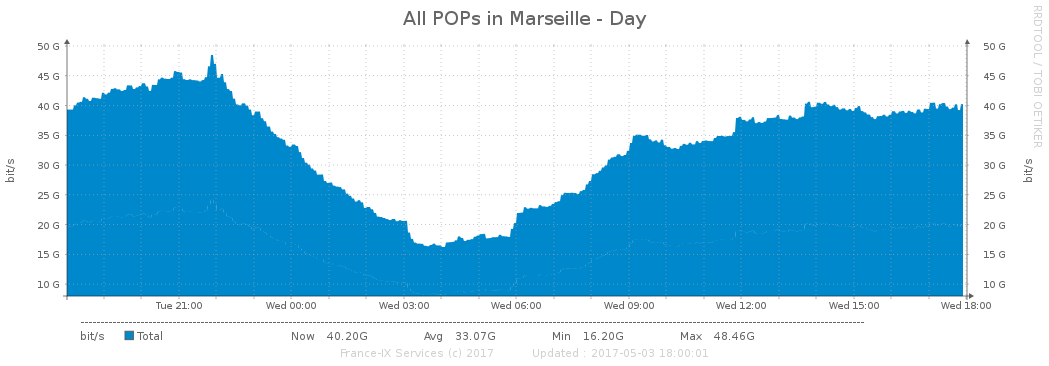 All POPs in Marseille - Day
RRDTOOL / TOBI OETIKER
50 G 50 G
45 G 45 G
40 G 40 G
35 G 35 G
30 G 30 G
25 G 25 G
20 G 20 G
15 G 15 G
10 G 10 G
bit/s bit/s
Tue 21:00 Wed 00:00 Wed 03:00 Wed 06:00 Wed 09:00 Wed 12:00 Wed 15:00 Wed 18:00
bit/s Total Now 40.20G Avg 33.07G Min 16.20G Max 48.46G
France-IX Services (c) 2017 Updated : 2017-05-03 18:00:01